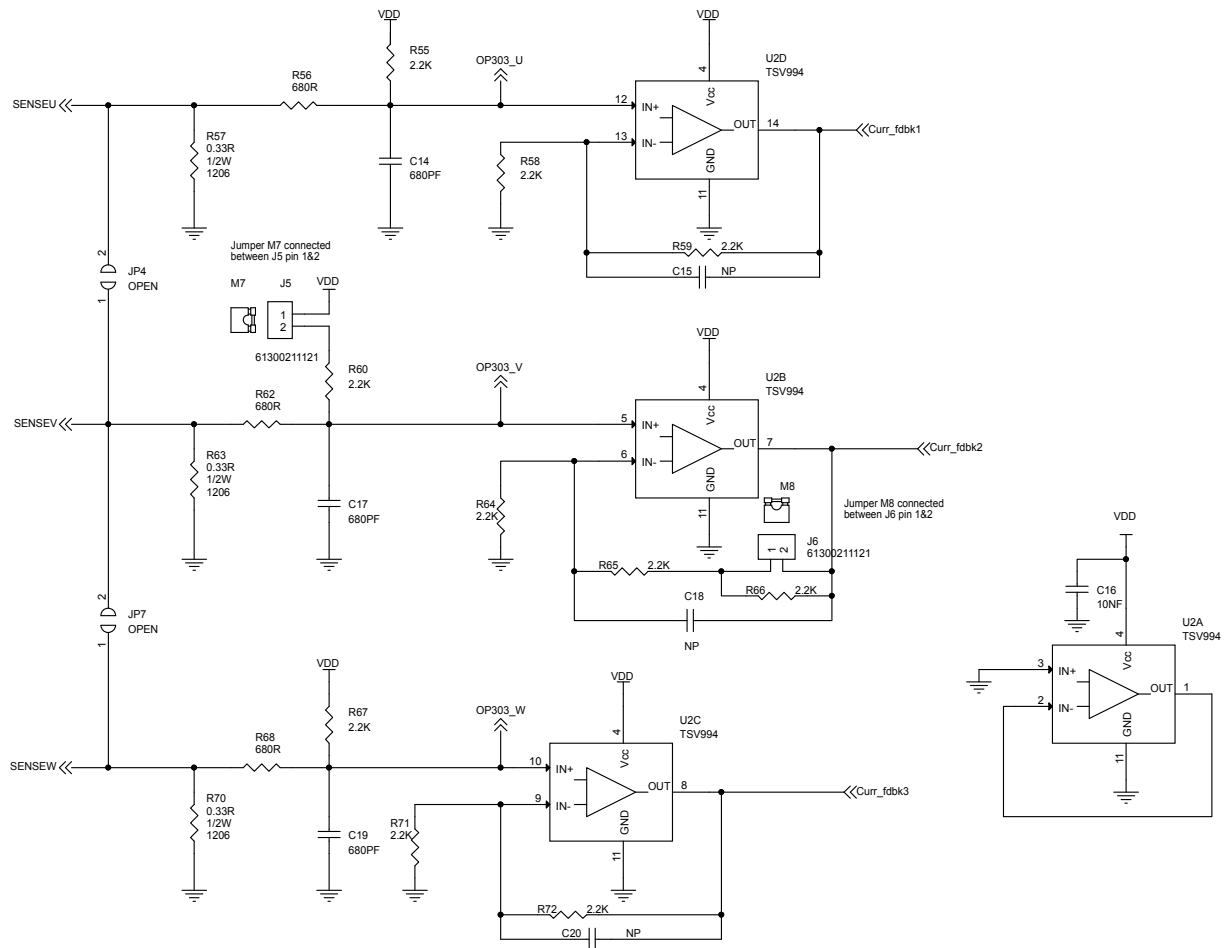 VDD
R55
2.2K
R56
680R
OP303_U
U2D
TSV994
SENSEU
R57
0.33R
1/2W
1206
C14
680PF
R58
2.2K
12
IN+
13
IN-
4
Vcc
OUT
14
GND
11
VDD
Curr_fdbk1
R59
2.2K
C15
NP
2
JP4
OPEN
1
Jumper M7 connected
between J5 pin 1&2
M7
J5
VDD
1
2
61300211121
R60
2.2K
R62
680R
OP303_V
VDD
U2B
TSV994
SENSEV
R63
0.33R
1/2W
1206
C17
680PF
R64
2.2K
5
IN+
6
IN-
4
Vcc
OUT
7
GND
11
Curr_fdbk2
M8
Jumper M8 connected
between J6 pin 1&2
J6
61300211121
1
2
R65
2.2K
R66
2.2K
C18
NP
2
JP7
OPEN
1
VDD
C16
10NF
U2A
TSV994
3
IN+
2
IN-
4
Vcc
OUT
1
GND
11
VDD
R67
2.2K
R68
680R
OP303_W
VDD
U2C
TSV994
SENSEW
R70
0.33R
1/2W
1206
C19
680PF
R71
2.2K
10
IN+
9
IN-
4
Vcc
OUT
8
GND
11
Curr_fdbk3
R72
2.2K
C20
NP